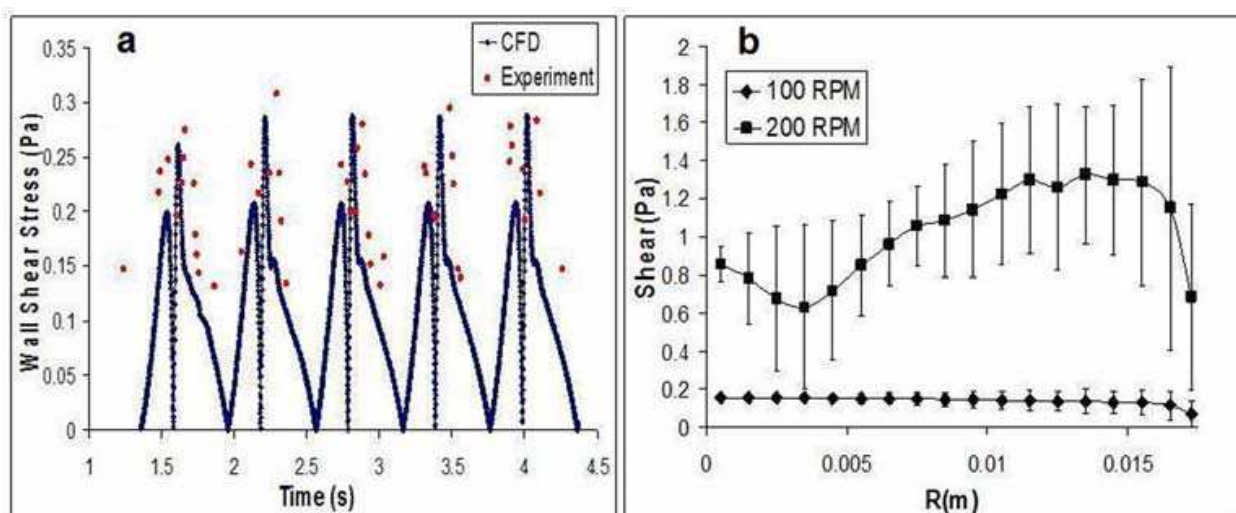 a
CFD
Experiment
Wall Shear Stress (Pa)
0.35
0.3
0.25
0.2
0.15
0.1
0.05
0
1 1.5 2 2.5 3 3.5 4 4.5
Time (s)
b
100 RPM
200 RPM
Shear(Pa)
2
1.8
1.6
1.4
1.2
1
0.8
0.6
0.4
0.2
0
0 0.005 0.01 0.015
R(m)